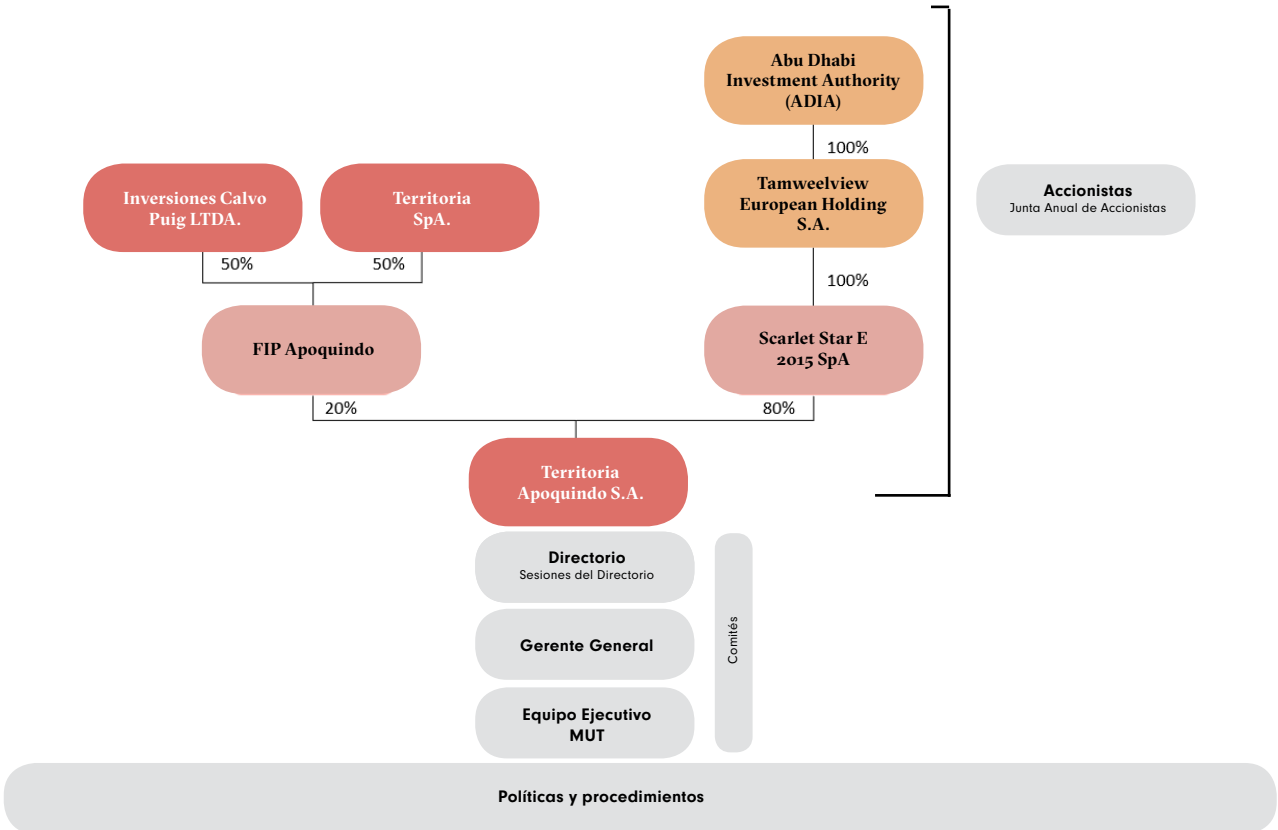 Abu Dhabi
Investment Authority
(ADIA)
100%
Inversiones Calvo
Puig LTDA.
Territoria
SpA.
Tamweelview
European Holding
S.A.
Accionistas
Junta Anual de Accionistas
50%
50%
100%
FIP Apoquindo
Scarlet Star E
2015 SpA
20%
80%
Territoria
Apoquindo S.A.
Directorio
Sesiones del Directorio
Gerente General
Comités
Equipo Ejecutivo
MUT
Políticas y procedimientos